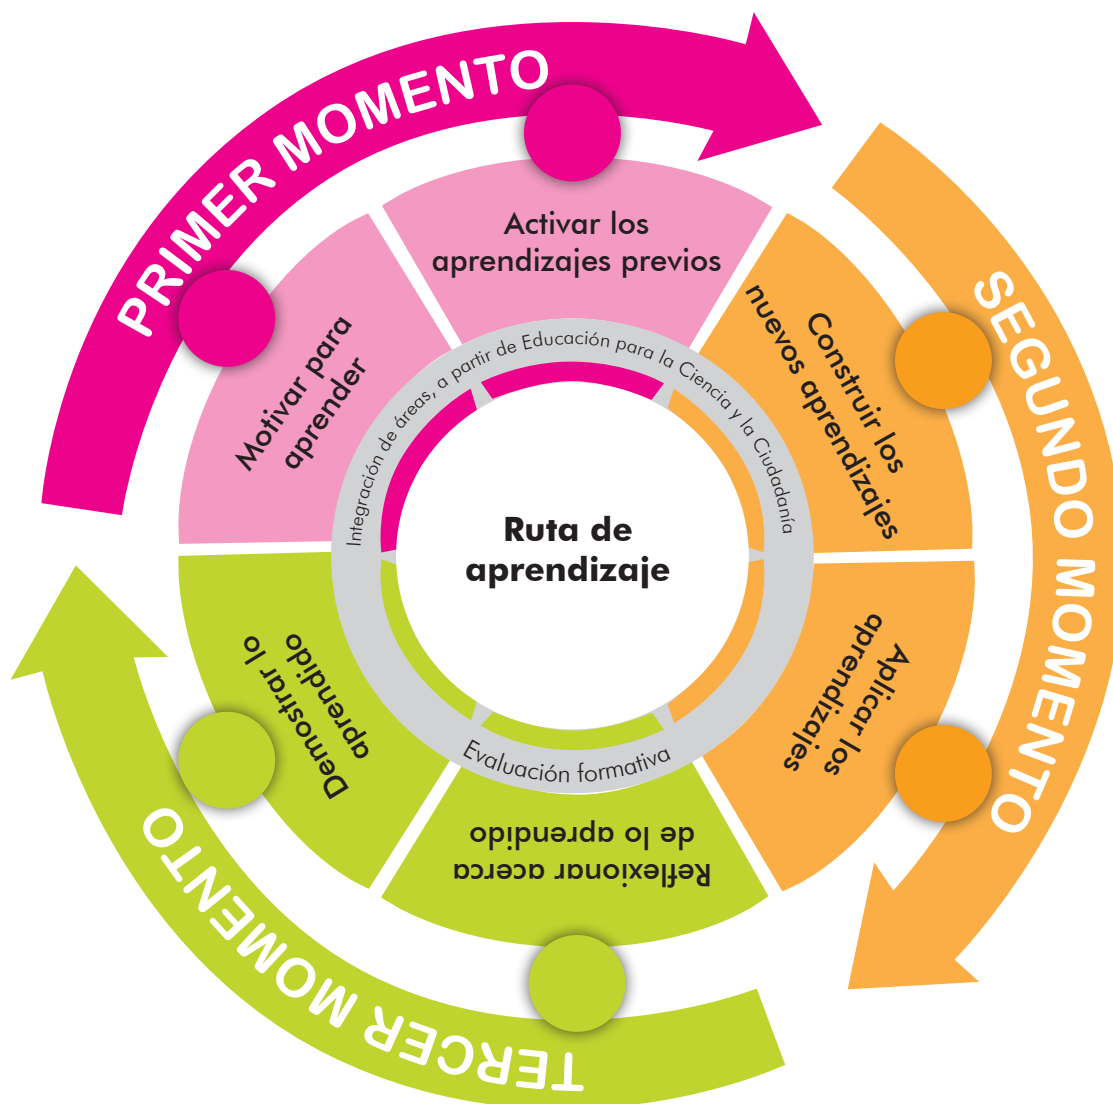 PRIMER MOMENTO
Motivar para
aprender
Activar los
aprendizajes previos
SEGUNDO MOMENTO
Construir los
nuevos aprendizajes
Aplicar los
aprendizajes
TERCER MOMENTO
Reflexionar acerca
de lo aprendido
Demostrar lo
aprendido
Integración de áreas, a partir de Educación para la Ciencia y la Ciudadanía
Evaluación formativa
Ruta de
aprendizaje